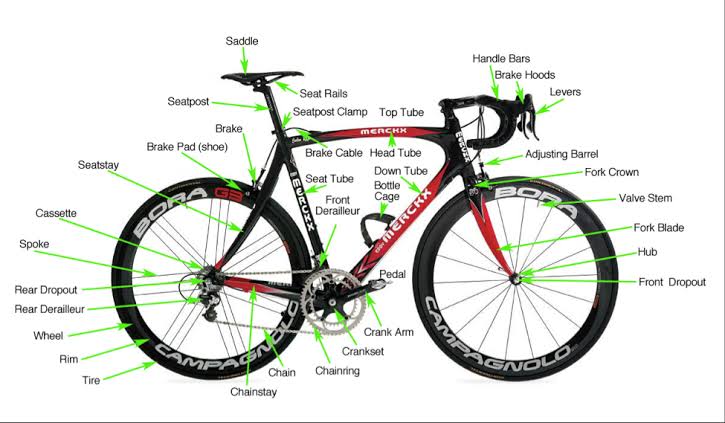 Saddle
Handle Bars
Brake Hoods
Levers
Seat Rails
Seatpost
Seatpost Clamp
Top Tube
Brake
MERCKX
Brake Pad (shoe)
Brake Cable
Head Tube
Adjusting Barrel
Seatstay
Seat Tube
Down Tube
Fork Crown
Bottle
Cage
BORA G3
MERCKX
Front
Derailleur
MERCKX
BORA
Valve Stem
Cassette
Fork Blade
Spoke
Hub
Pedal
Rear Dropout
Front Dropout
Rear Derailleur
Wheel
Crank Arm
CAMPAGNOLO
CAMPAGNOLO
Rim
Crankset
Chain
Chainring
Tire
Chainstay